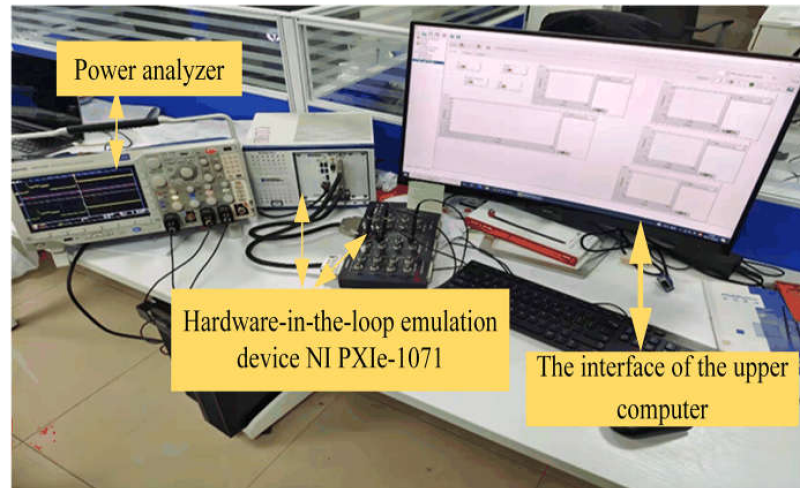 Power analyzer
Hardware-in-the-loop emulation
device NI PXIe-1071
The interface of the upper
computer